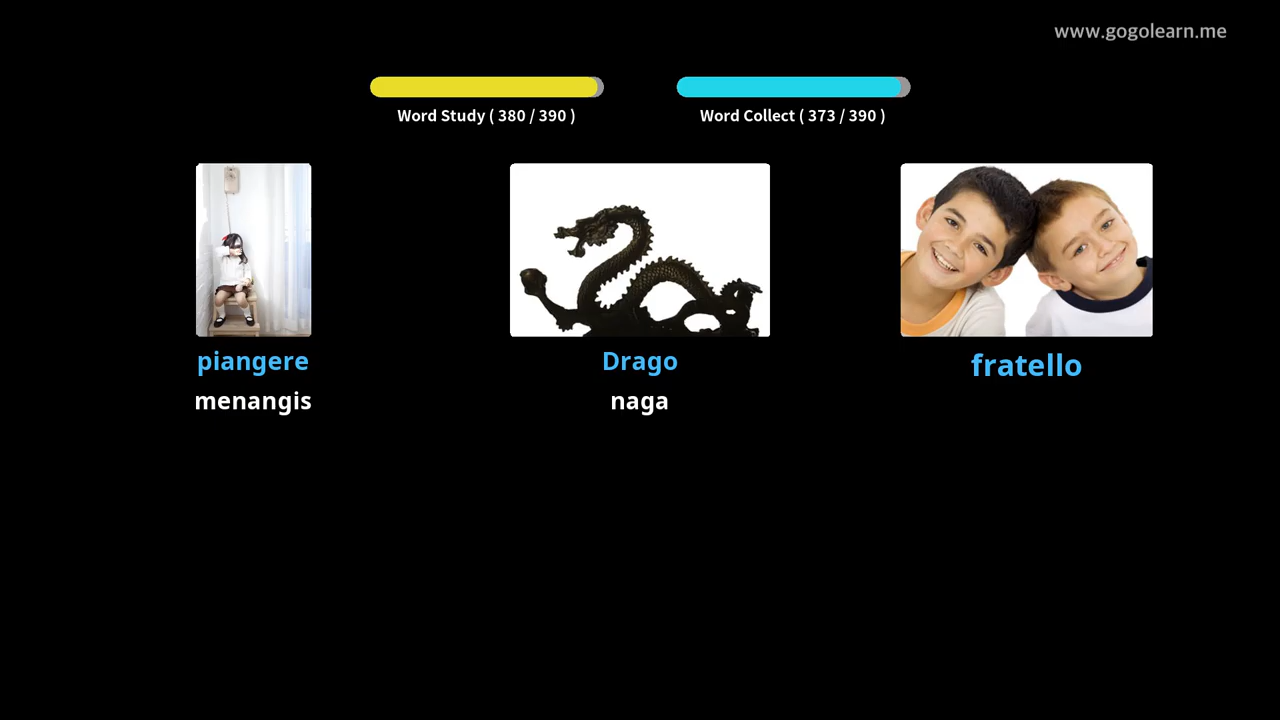 www.gogolearn.me
Word Study ( 380 / 390 )
Word Collect ( 373 / 390 )
piangere
menangis
Drago
naga
fratello